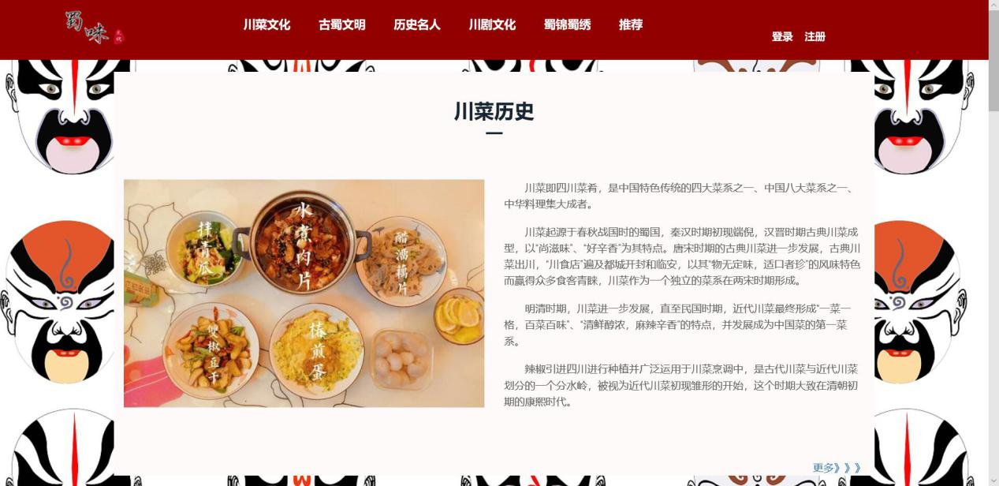 蜀味
川菜文化 古蜀文明 历史名人 川剧文化 蜀锦蜀绣 推荐
登录 注册
川菜历史
拌青瓜
水煮肉片
醋溜藕片
虎椒豆干
椿煎蛋
川菜即四川菜肴，是中国特色传统的四大菜系之一、中国八大菜系之一、
中华料理集大成者。
川菜起源于春秋战国时的蜀国，秦汉时期初现端倪，汉晋时期古典川菜成
型，以“尚滋味”、“好辛香”为其特点。唐宋时期的古典川菜进一步发展，古典川
菜出川，“川食店”遍及都城开封和临安，以其“物无定味，适口者珍”的风味特色
而赢得众多食客青睐，川菜作为一个独立的菜系在两宋时期形成。
明清时期，川菜进一步发展，直至民国时期，近代川菜最终形成“一菜一
格，百菜百味”、“清鲜醇浓，麻辣辛香”的特点，并发展成为中国菜的第一菜
系。
辣椒引进四川进行种植并广泛运用于川菜烹调中，是古代川菜与近代川菜
划分的一个分水岭，被视为近代川菜初现雏形的开始，这个时期大致在清朝初
期的康熙时代。
更多》》》